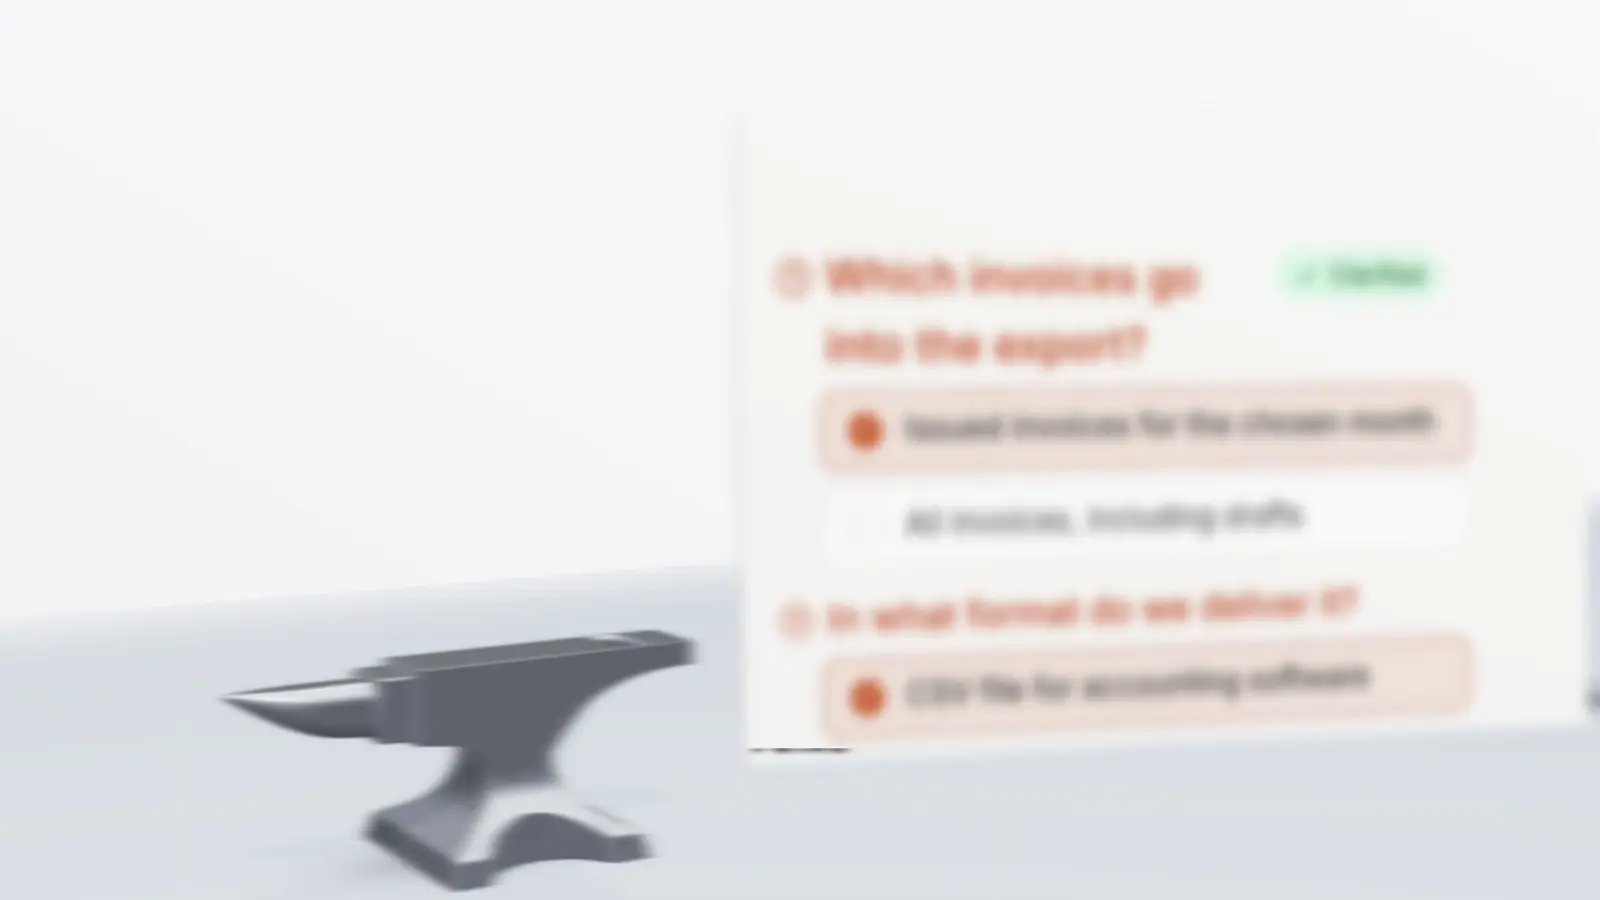 Which invoices go
into the export?
Issued invoices for the chosen month
All invoices, including drafts
In what format do we deliver it?
CSV file for accounting software